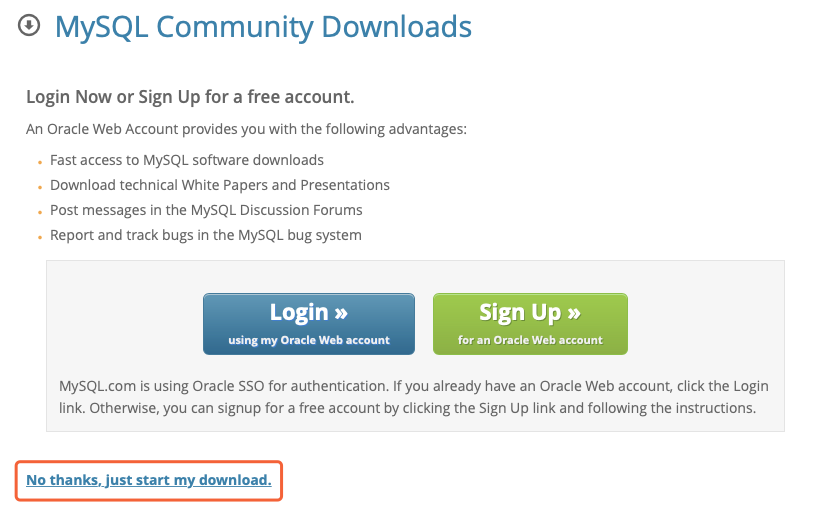 MySQL Community Downloads
Login Now or Sign Up for a free account.
An Oracle Web Account provides you with the following advantages:
Fast access to MySQL software downloads
Download technical White Papers and Presentations
Post messages in the MySQL Discussion Forums
Report and track bugs in the MySQL bug system
Login »
using my Oracle Web account
Sign Up »
for an Oracle Web account
MySQL.com is using Oracle SSO for authentication. If you already have an Oracle Web account, click the Login
link. Otherwise, you can signup for a free account by clicking the Sign Up link and following the instructions.
No thanks, just start my download.